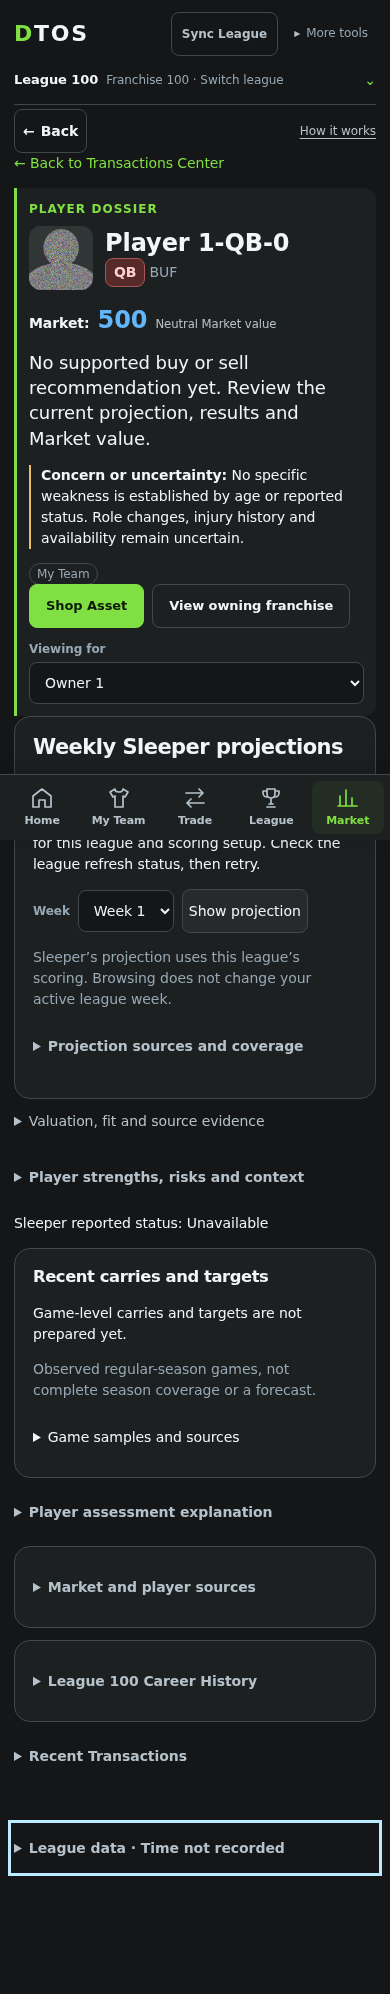 DTOS
Sync League
▸ More tools
League 100 Franchise 100 · Switch league
← Back
How it works
← Back to Transactions Center
PLAYER DOSSIER
Player 1-QB-0
QB BUF
Market: 500 Neutral Market value
No supported buy or sell
recommendation yet. Review the
current projection, results and
Market value.
Concern or uncertainty: No specific
weakness is established by age or reported
status. Role changes, injury history and
availability remain uncertain.
My Team
Shop Asset
View owning franchise
Viewing for
Owner 1
Weekly Sleeper projections
Home
My Team
Trade
League
Market
for this league and scoring setup. Check the
league refresh status, then retry.
Week
Week 1
Show projection
Sleeper’s projection uses this league’s
scoring. Browsing does not change your
active league week.
▸ Projection sources and coverage
▸ Valuation, fit and source evidence
▸ Player strengths, risks and context
Sleeper reported status: Unavailable
Recent carries and targets
Game-level carries and targets are not
prepared yet.
Observed regular-season games, not
complete season coverage or a forecast.
▸ Game samples and sources
▸ Player assessment explanation
▸ Market and player sources
▸ League 100 Career History
▸ Recent Transactions
▸ League data · Time not recorded